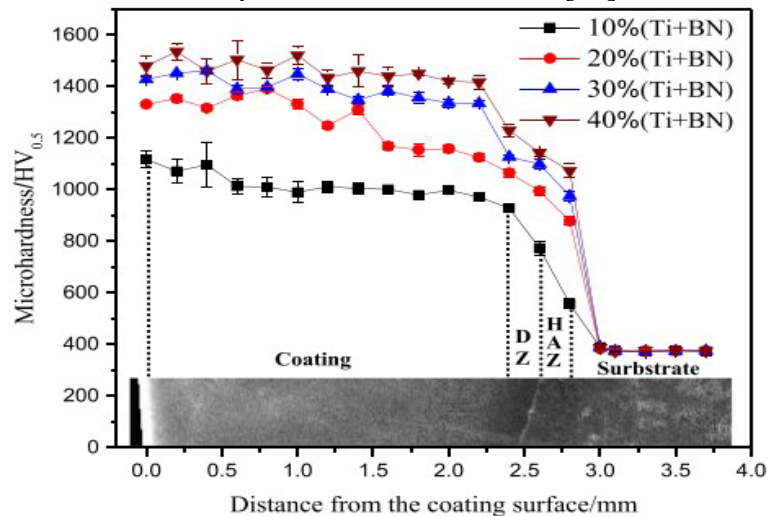 1600
1400
1200
1000
800
600
400
200
0
Microhardness/HV0.5
10%(Ti+BN)
20%(Ti+BN)
30%(Ti+BN)
40%(Ti+BN)
Coating
DZ
HAZ
Surbstrate
0.0 0.5 1.0 1.5 2.0 2.5 3.0 3.5 4.0
Distance from the coating surface/mm